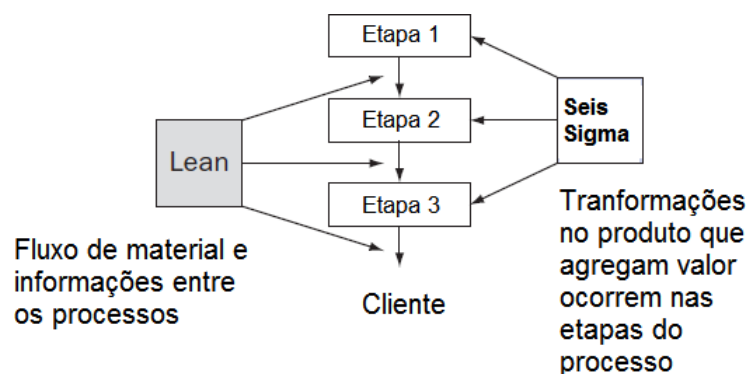 Etapa 1
Etapa 2
Etapa 3
Lean
Seis
Sigma
Fluxo de material e
informações entre
os processos
Cliente
Tranformações
no produto que
agregam valor
ocorrem nas
etapas do
processo